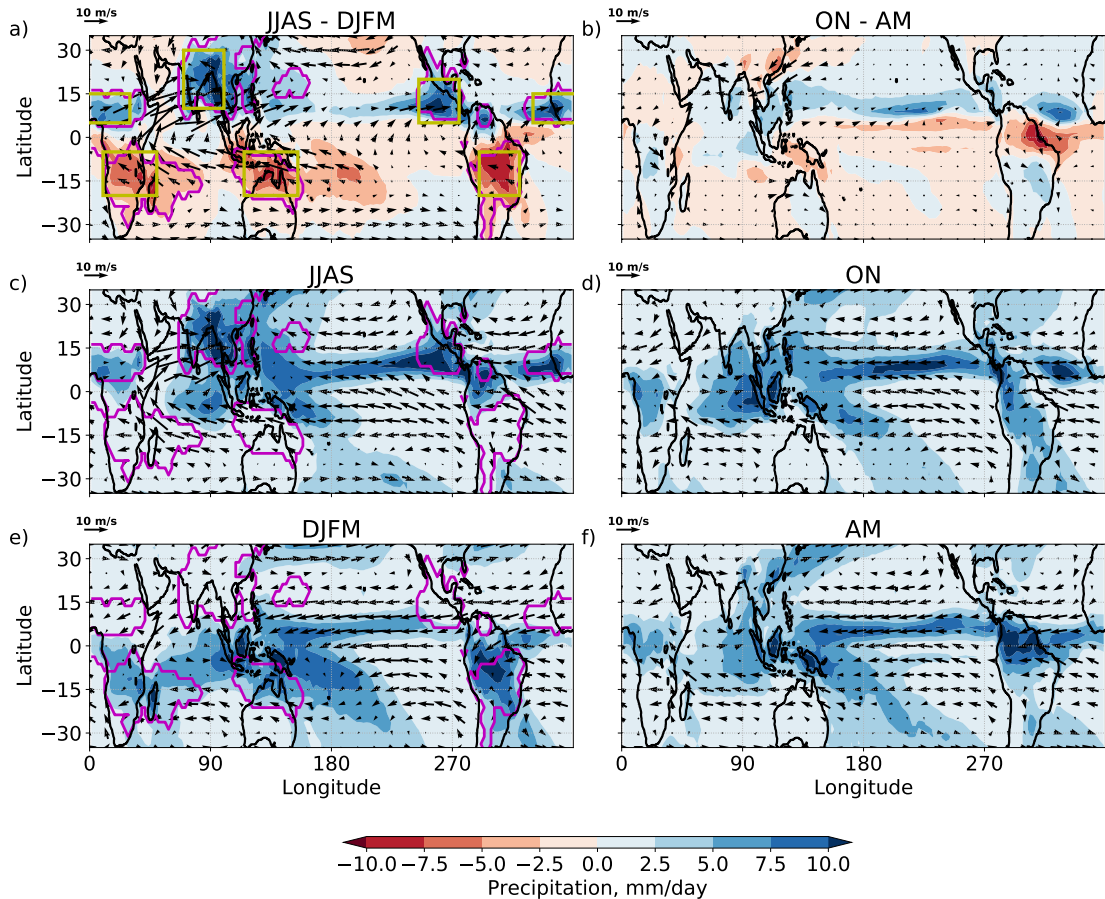 10 m/s
a) JJAS - DJFM
b) ON - AM
30
15
0
−15
−30
Latitude
10 m/s
10 m/s
c) JJAS
d) ON
30
15
0
−15
−30
Latitude
10 m/s
e) DJFM
f) AM
30
15
0
−15
−30
Latitude
0 90 180 270
0 90 180 270
Longitude
Longitude
−10.0 −7.5 −5.0 −2.5 0.0 2.5 5.0 7.5 10.0
Precipitation, mm/day